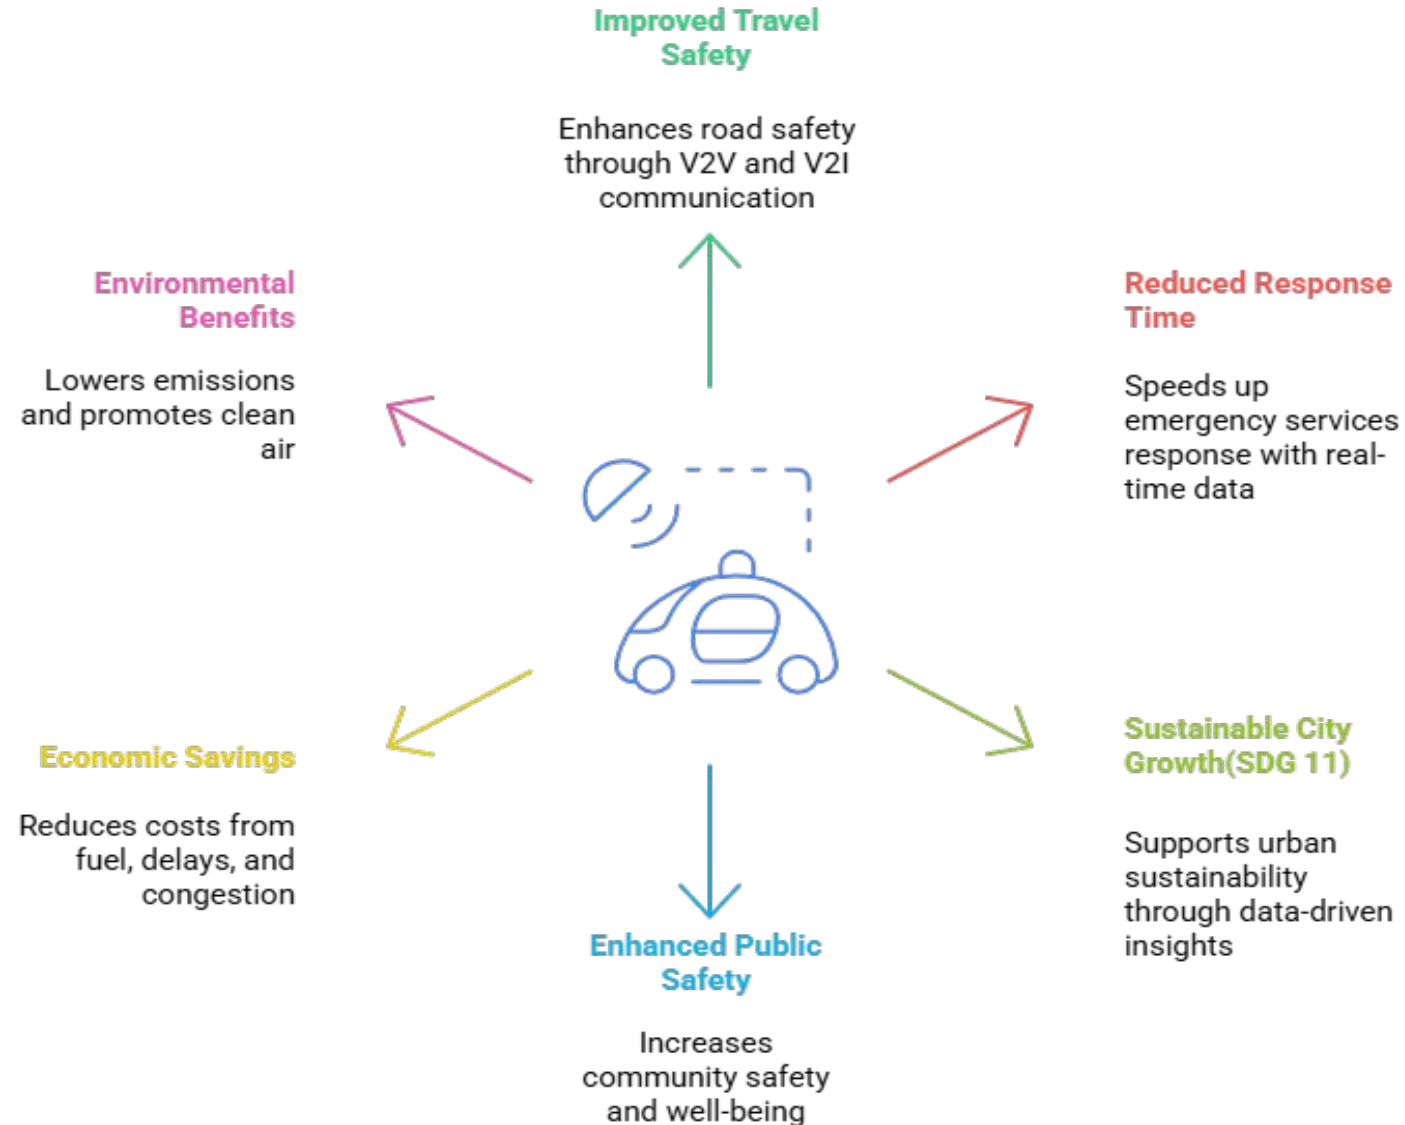 Improved Travel
Safety
Enhances road safety
through V2V and V2I
communication
Environmental
Benefits
Lowers emissions
and promotes clean
air
Reduced Response
Time
Speeds up
emergency services
response with real-
time data
Economic Savings
Reduces costs from
fuel, delays, and
congestion
Sustainable City
Growth(SDG 11)
Supports urban
sustainability
through data-driven
insights
Enhanced Public
Safety
Increases
community safety
and well-being